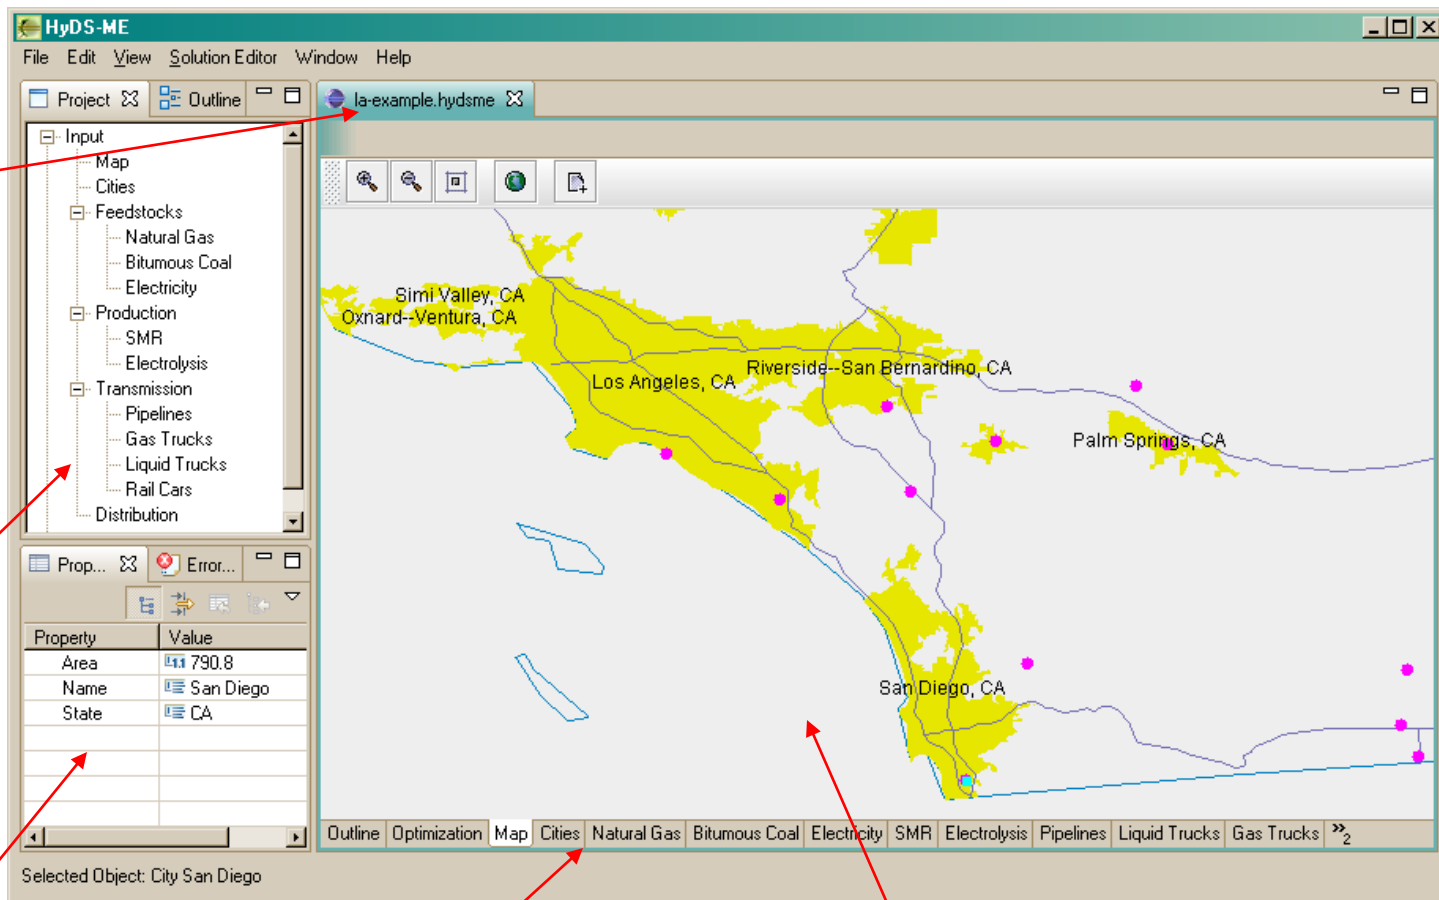 HyDS-ME
File Edit View Solution Editor Window Help
Project Outline
la-example.hydsme
Input
Map
Cities
Feedstocks
Natural Gas
Bitumous Coal
Electricity
Production
SMR
Electrolysis
Transmission
Pipelines
Gas Trucks
Liquid Trucks
Rail Cars
Distribution
Simi Valley, CA
Oxnard--Ventura, CA
Los Angeles, CA
Riverside--San Bernardino, CA
Palm Springs, CA
San Diego, CA
Prop... Error...
Property Value
Area 790.8
Name San Diego
State CA
Outline Optimization Map Cities Natural Gas Bitumous Coal Electricity SMR Electrolysis Pipelines Liquid Trucks Gas Trucks »2
Selected Object: City San Diego